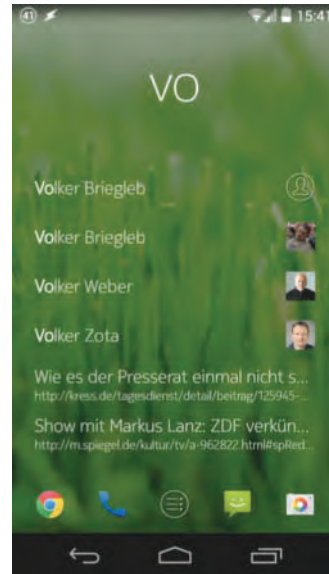 41 15:41
VO
Volker Briegleb
Volker Briegleb
Volker Weber
Volker Zota
Wie es der Presserat einmal nicht s...
http://kress.de/tagesdienst/detail/beitrag/125945-...
Show mit Markus Lanz: ZDF verkün...
http://m.spiegel.de/kultur/tv/a-962822.html#spRed...